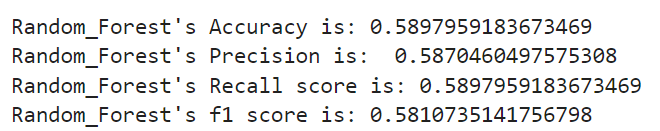 Random_Forest's Accuracy is: 0.5897959183673469
Random_Forest's Precision is:  0.5870460497575308
Random_Forest's Recall score is: 0.5897959183673469
Random_Forest's f1 score is: 0.5810735141756798